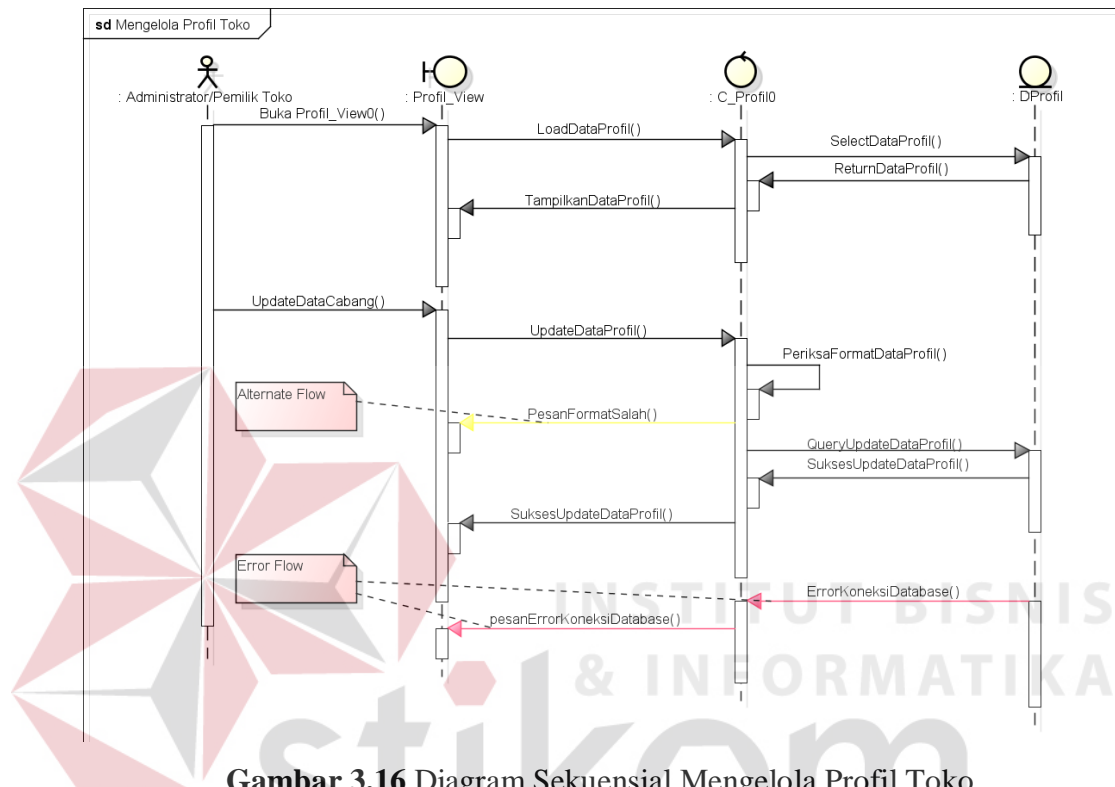 sd Mengelola Profil Toko
: Administrator/Pemilik Toko
: Profil_View
: C_Profil0
: DProfil
Buka Profil_View0()
LoadDataProfil()
SelectDataProfil()
ReturnDataProfil()
TampilkanDataProfil()
UpdateDataCabang()
UpdateDataProfil()
PeriksaFormatDataProfil()
Alternate Flow
PesanFormatSalah()
QueryUpdateDataProfil()
SuksesUpdateDataProfil()
SuksesUpdateDataProfil()
Error Flow
ErrorKoneksiDatabase()
pesanErrorKoneksiDatabase()
INSTITUT BISNIS
& INFORMATIKA
stikom
Gambar 3.16 Diagram Sekuensial Mengelola Profil Toko